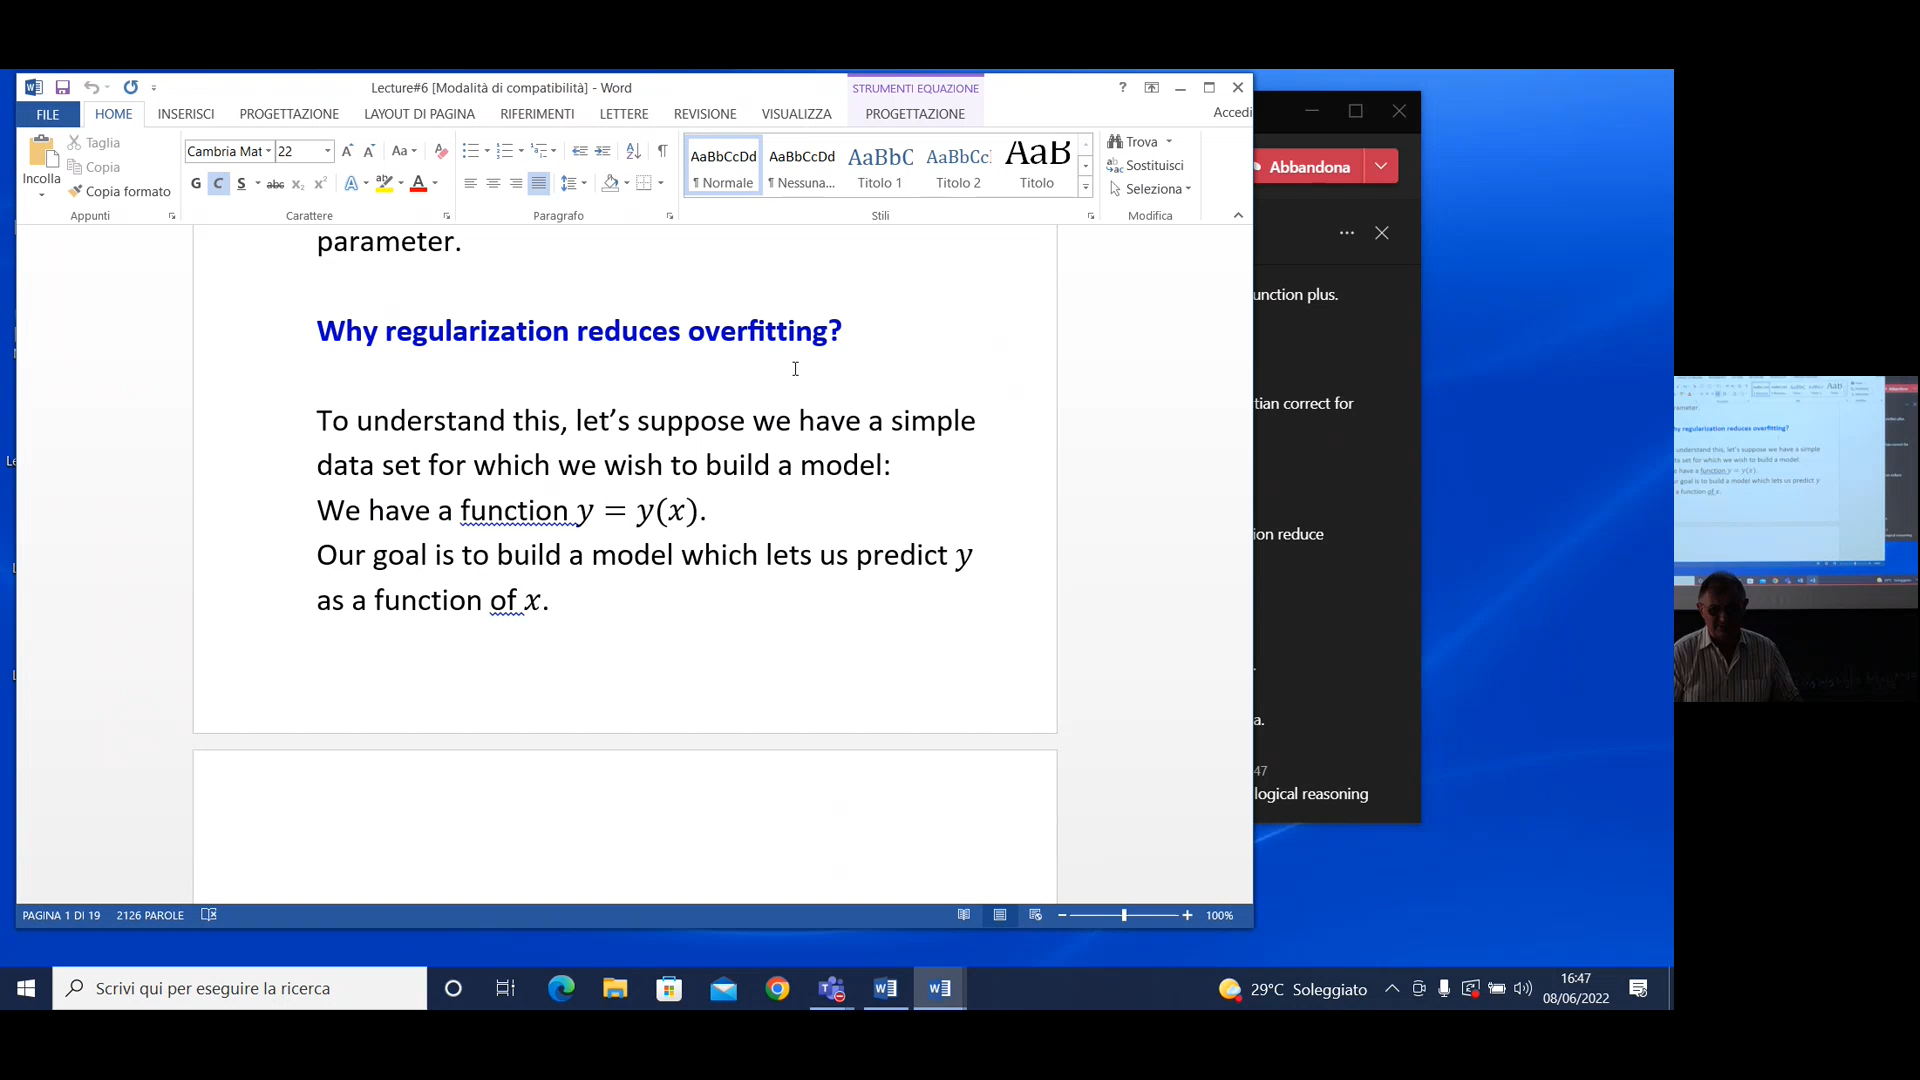 Lecture#6 [Modalità di compatibilità] - Word
STRUMENTI EQUAZIONE
FILE HOME INSERISCI PROGETTAZIONE LAYOUT DI PAGINA RIFERIMENTI LETTERE REVISIONE VISUALIZZA PROGETTAZIONE Accedi
Incolla
Taglia
Copia
Copia formato
Appunti
Cambria Mat 22
G C S abc x₂ x²
Carattere
Paragrafo
AaBbCcDd AaBbCcDd AaBbC AaBbCc AaB
¶ Normale ¶ Nessuna... Titolo 1 Titolo 2 Titolo
Stili
Trova
Sostituisci
Seleziona
Modifica
parameter.
Why regularization reduces overfitting?
To understand this, let's suppose we have a simple
data set for which we wish to build a model:
We have a function y = y(x).
Our goal is to build a model which lets us predict y
as a function of x.
PAGINA 1 DI 19 2126 PAROLE 100%
Abbandona
unction plus.
tian correct for
ion reduce
a.
47
logical reasoning
Scrivi qui per eseguire la ricerca
29°C Soleggiato
16:47
08/06/2022